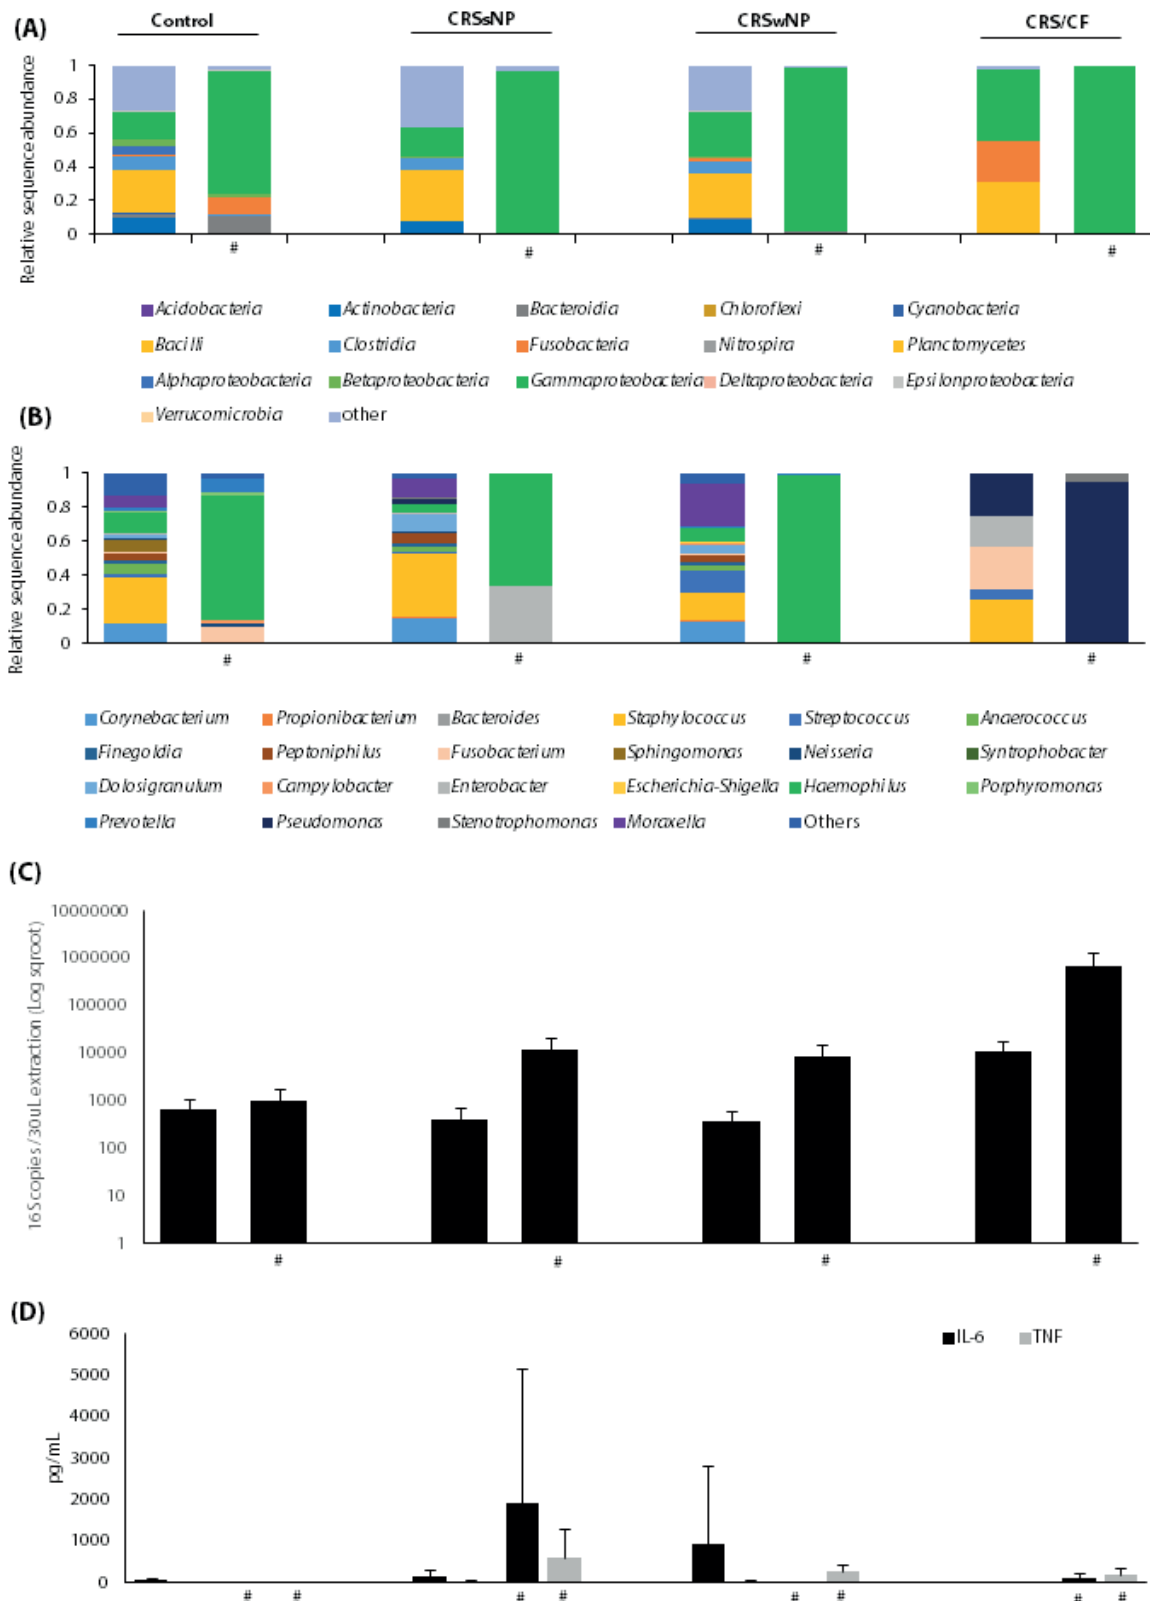 (A)
Control CRSsNP CRSwNP CRS/CF
Relative sequence abundance
1
0.8
0.6
0.4
0.2
0
# # # #
Acidobacteria Actinobacteria Bacteroidia Chloroflexi Cyanobacteria
Bacilli Clostridia Fusobacteria Nitrospira Planctomycetes
Alphaproteobacteria Betaproteobacteria Gammaproteobacteria Deltaproteobacteria Epsilonproteobacteria
Verrucomicrobia other
(B)
Relative sequence abundance
1
0.8
0.6
0.4
0.2
0
# # # #
Corynebacterium Propionibacterium Bacteroides Staphylococcus Streptococcus Anaerococcus
Finegoldia Peptoniphilus Fusobacterium Sphingomonas Neisseria Syntrophobacter
Dolosigranulum Campylobacter Enterobacter Escherichia-Shigella Haemophilus Porphyromonas
Prevotella Pseudomonas Stenotrophomonas Moraxella Others
(C)
16S copies/30uL extraction (Log sqroot)
10000000
1000000
100000
10000
1000
100
10
1
# # # #
(D)
pg/mL
6000
5000
4000
3000
2000
1000
0
IL-6 TNF
# # # # # # # #